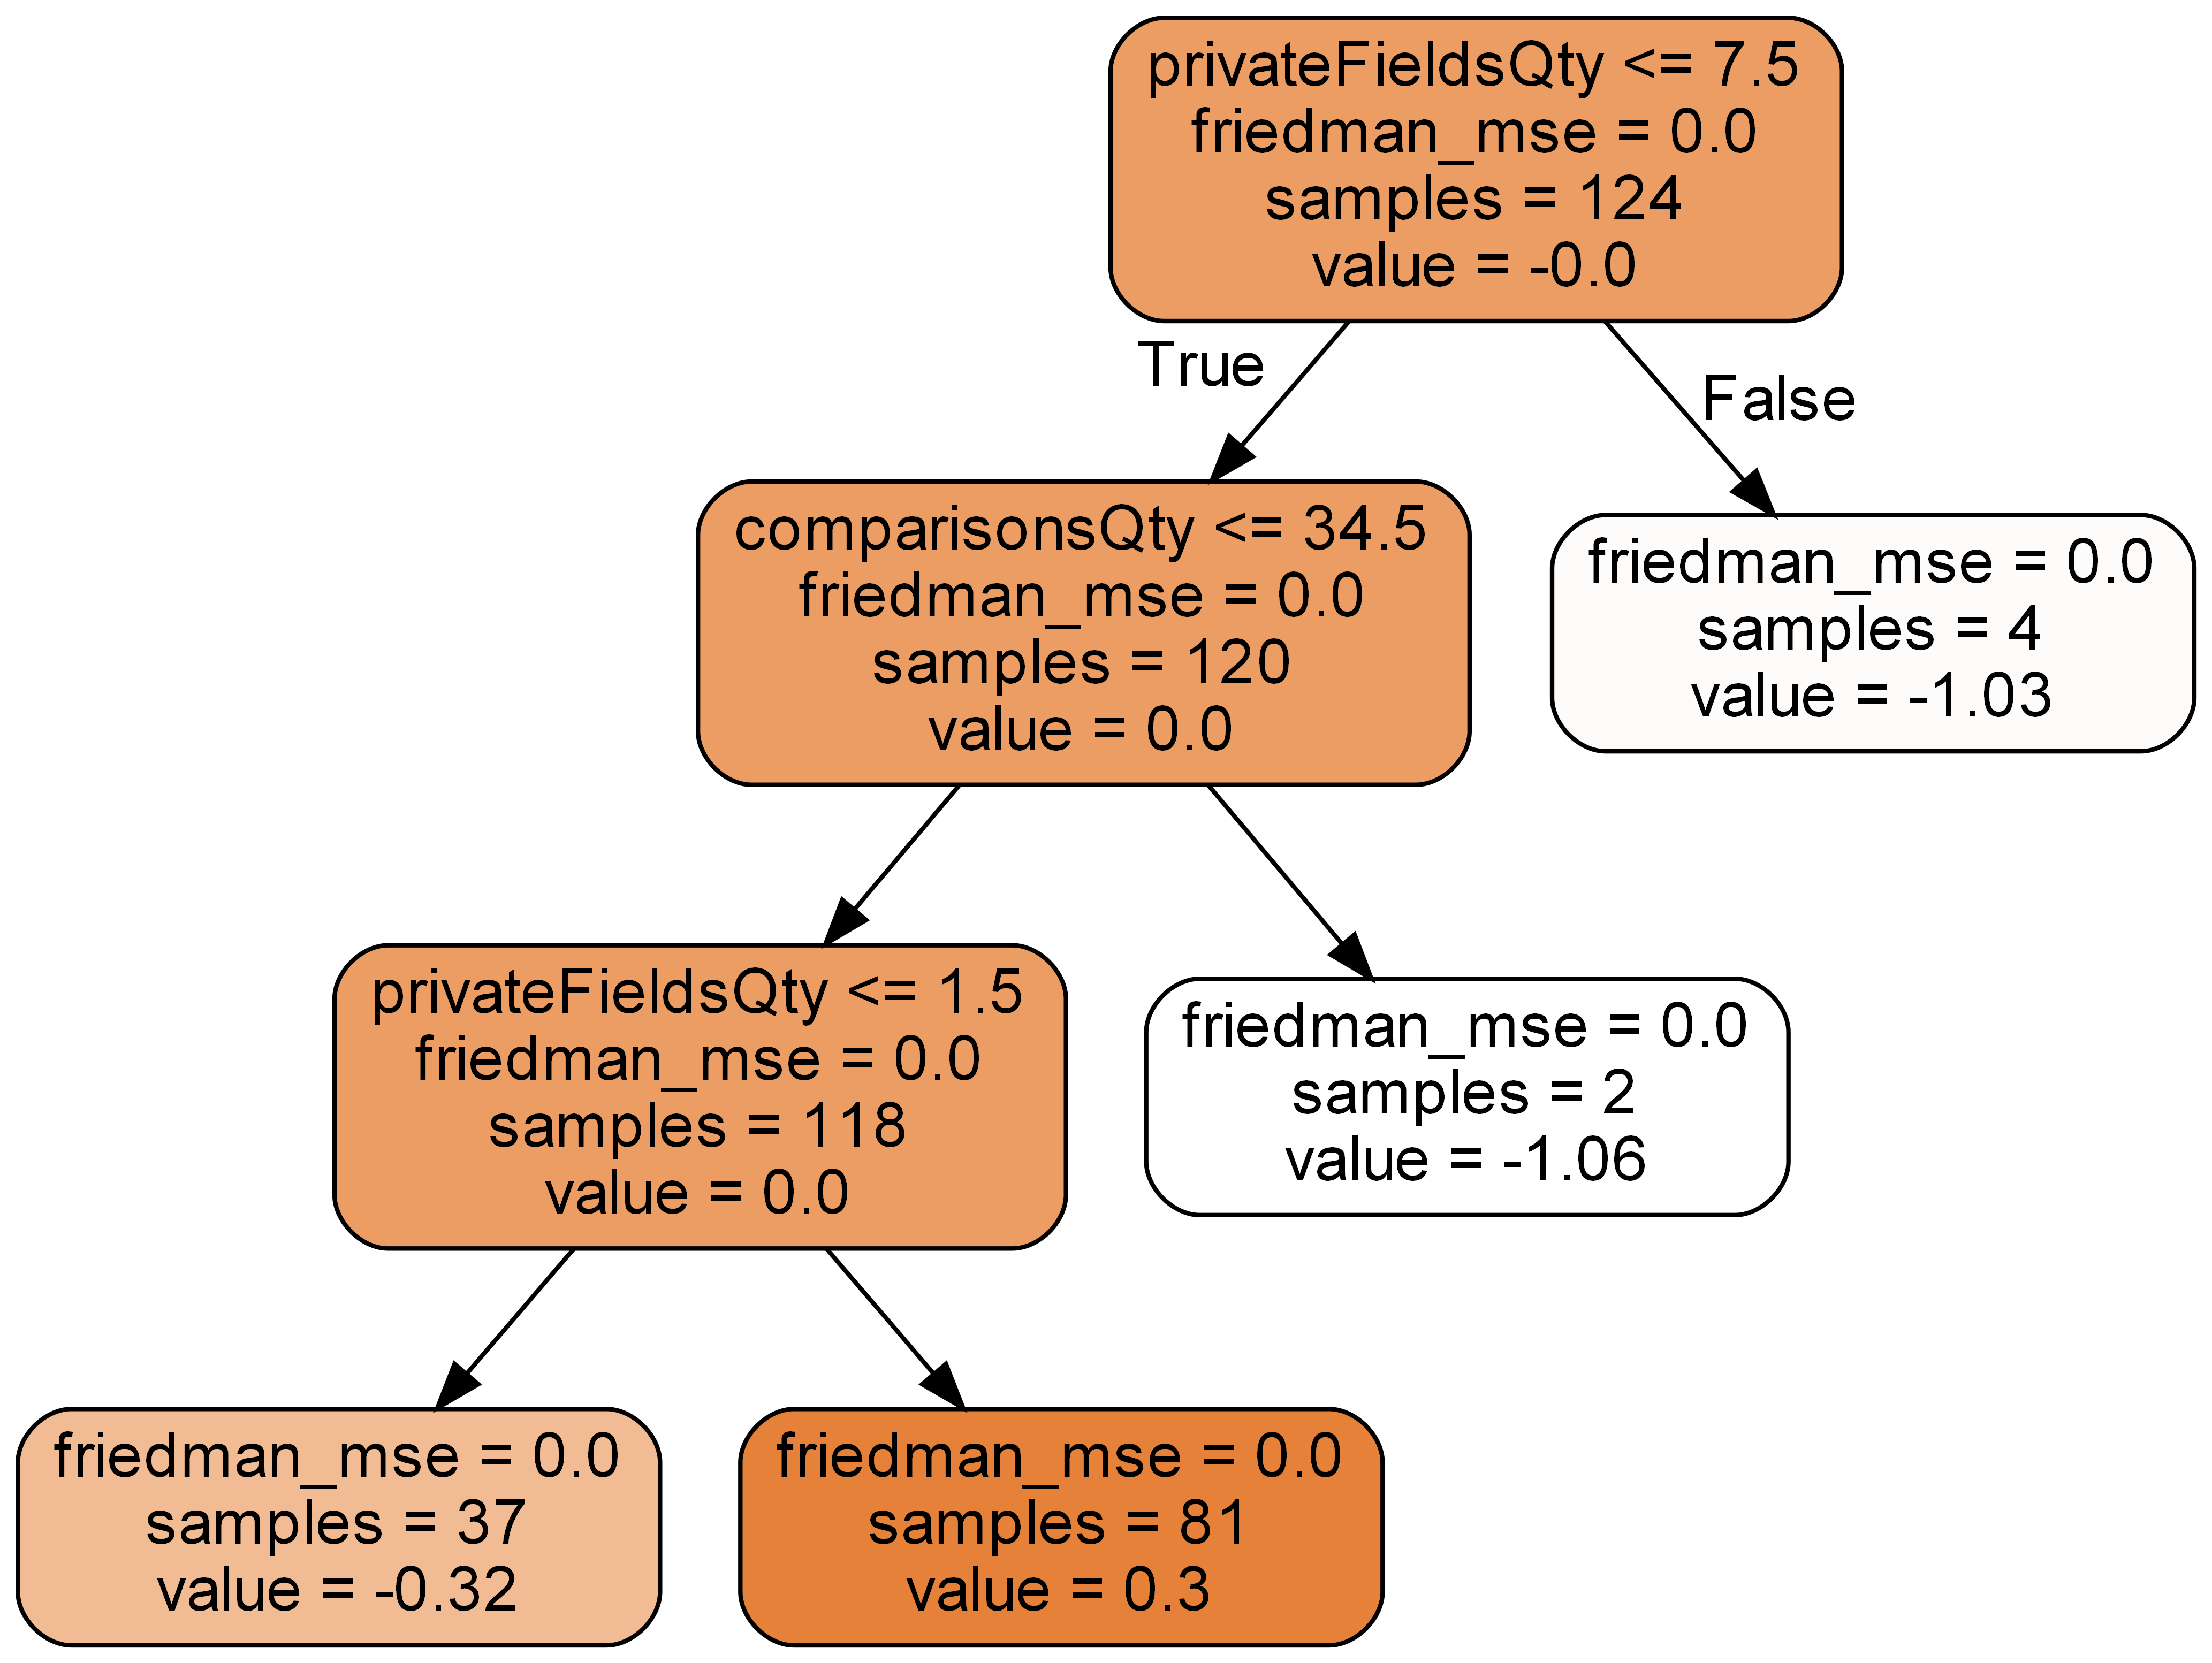 privateFieldsQty <= 7.5
friedman_mse = 0.0
samples = 124
value = -0.0
True
False
comparisonsQty <= 34.5
friedman_mse = 0.0
samples = 120
value = 0.0
friedman_mse = 0.0
samples = 4
value = -1.03
privateFieldsQty <= 1.5
friedman_mse = 0.0
samples = 118
value = 0.0
friedman_mse = 0.0
samples = 2
value = -1.06
friedman_mse = 0.0
samples = 37
value = -0.32
friedman_mse = 0.0
samples = 81
value = 0.3